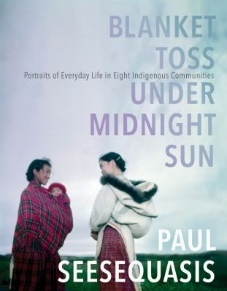 BLANKET
TOSS
Portraits of Everyday Life in Eight Indigenous Communities
UNDER
MIDNIGHT
SUN
PAUL
SEESEQUASIS